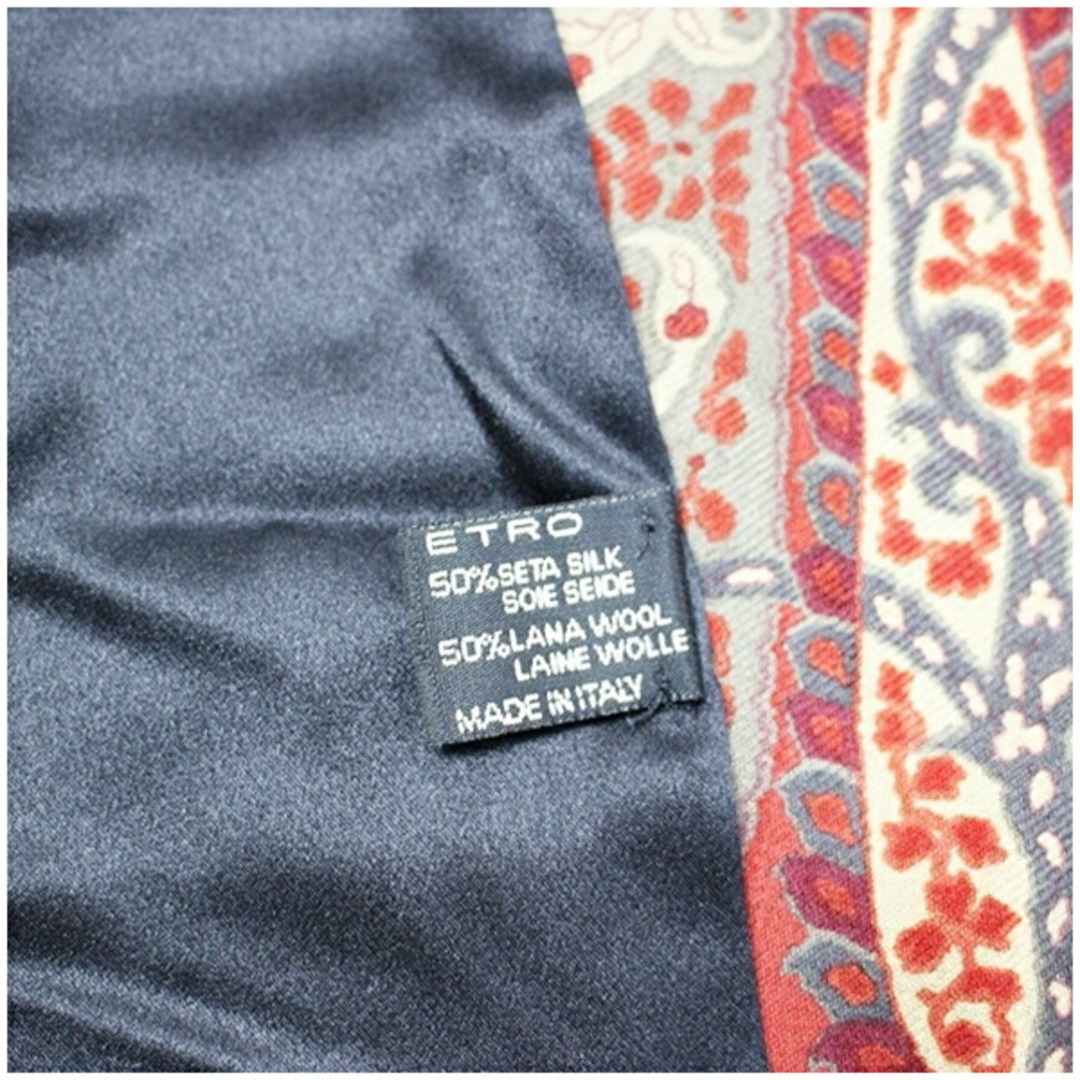 ETRO
50%SETA SILK
SOIE SEIDE
50%LANA WOOL
LAINE WOLLE
MADE IN ITALY